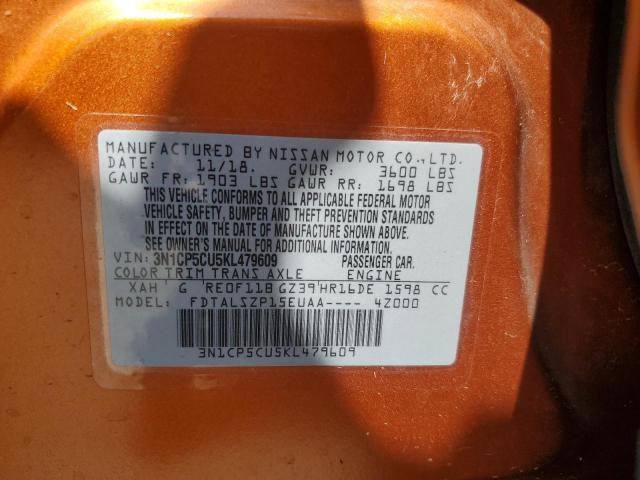 MANUFACTURED BY NISSAN MOTOR CO.,LTD.
DATE: 11/18. GVWR: 3600 LBS
GAWR FR: 1903 LBS GAWR RR: 1698 LBS
THIS VEHICLE CONFORMS TO ALL APPLICABLE FEDERAL MOTOR
VEHICLE SAFETY, BUMPER AND THEFT PREVENTION STANDARDS
IN EFFECT ON THE DATE OF MANUFACTURE SHOWN ABOVE.
SEE OWNER'S MANUAL FOR ADDITIONAL INFORMATION.
VIN: 3N1CP5CU5KL479609 PASSENGER CAR.
COLOR TRIM TRANS AXLE ENGINE
XAH G RE0F11B GZ39 HR16DE 1598 CC
MODEL: FDTALSZP15EUAA---- 4Z000
3N1CP5CU5KL479609